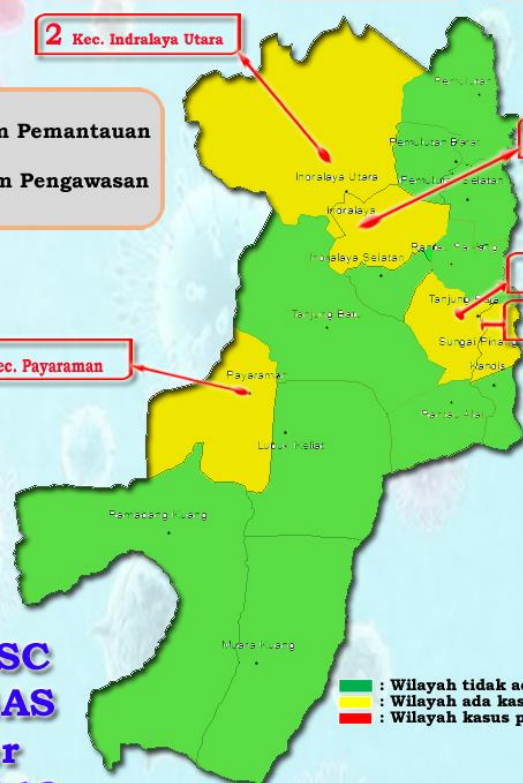 2 Kec. Indralaya Utara
n Pemantauan
n Pengawasan
Pemulutan
Pemulutan Barat
Pemulutan Selatan
Indralaya Utara
Indralaya
Indralaya Selatan
Tanjung Batu
Sungai Pinang
Kandis
Rantau Alai
ec. Payaraman
Payaraman
Lubuk Keliat
Rambang Kuang
Muara Kuang
SC
AS
r
: Wilayah tidak ad
: Wilayah ada kas
: Wilayah kasus p